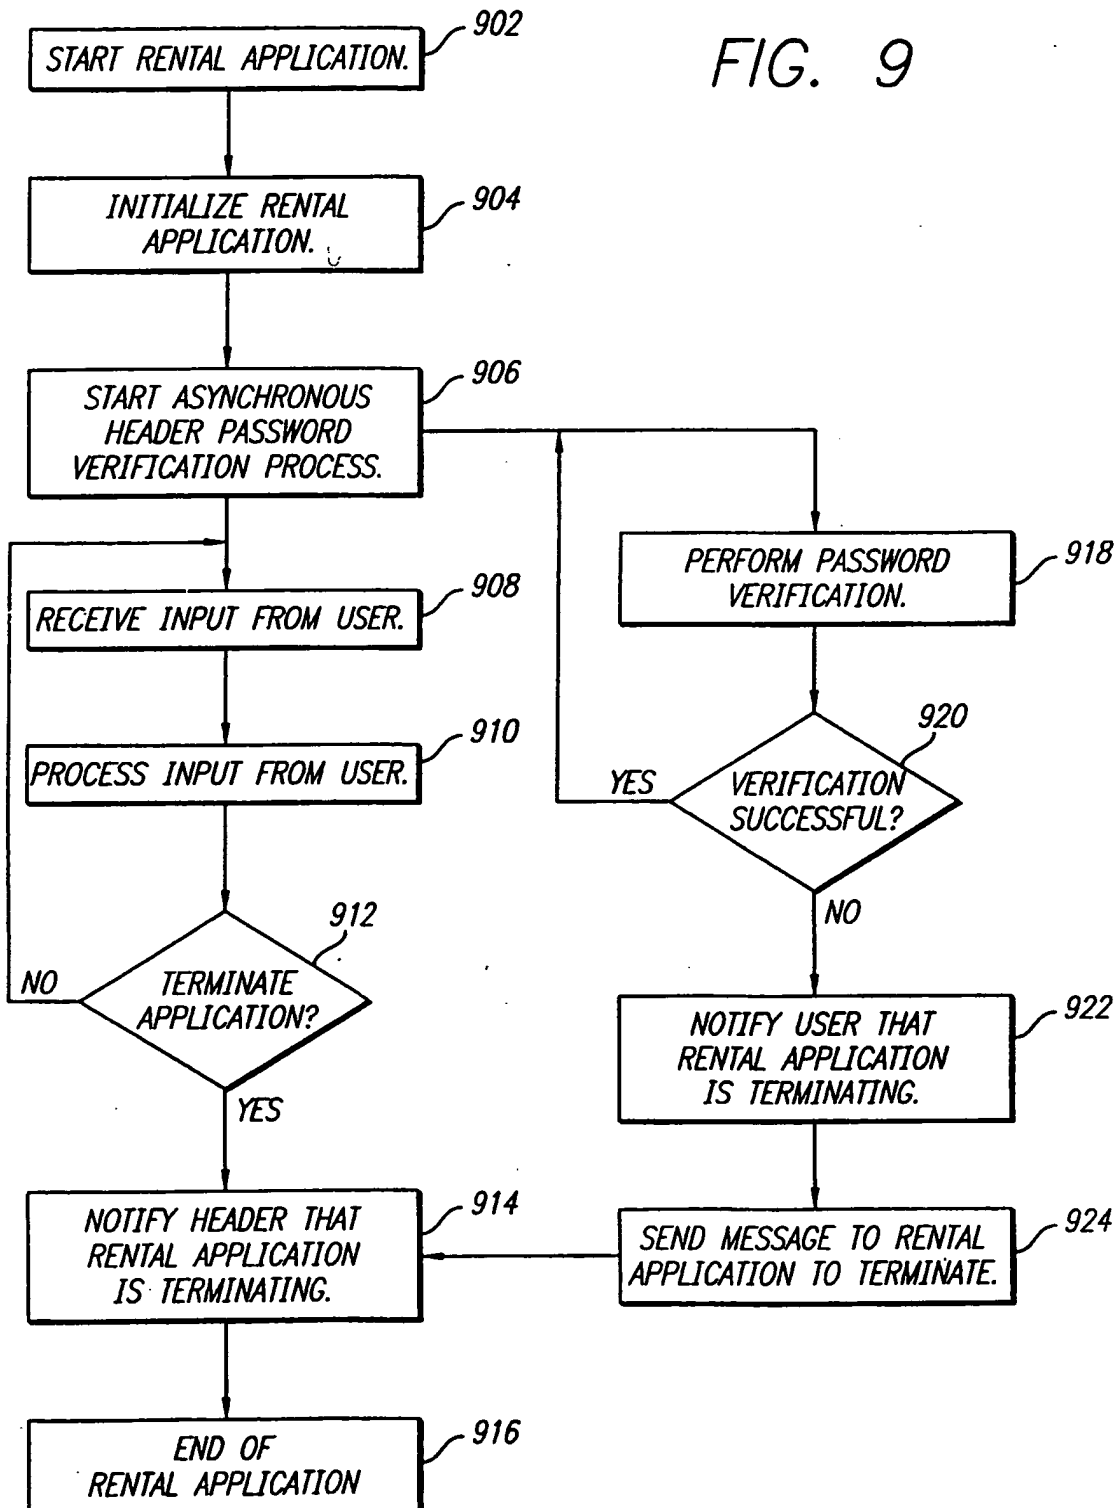 FIG. 9
902
START RENTAL APPLICATION.
904
INITIALIZE RENTAL
APPLICATION.
906
START ASYNCHRONOUS
HEADER PASSWORD
VERIFICATION PROCESS.
908
RECEIVE INPUT FROM USER.
910
PROCESS INPUT FROM USER.
912
TERMINATE
APPLICATION?
NO
YES
914
NOTIFY HEADER THAT
RENTAL APPLICATION
IS TERMINATING.
916
END OF
RENTAL APPLICATION
918
PERFORM PASSWORD
VERIFICATION.
920
VERIFICATION
SUCCESSFUL?
YES
NO
922
NOTIFY USER THAT
RENTAL APPLICATION
IS TERMINATING.
924
SEND MESSAGE TO RENTAL
APPLICATION TO TERMINATE.